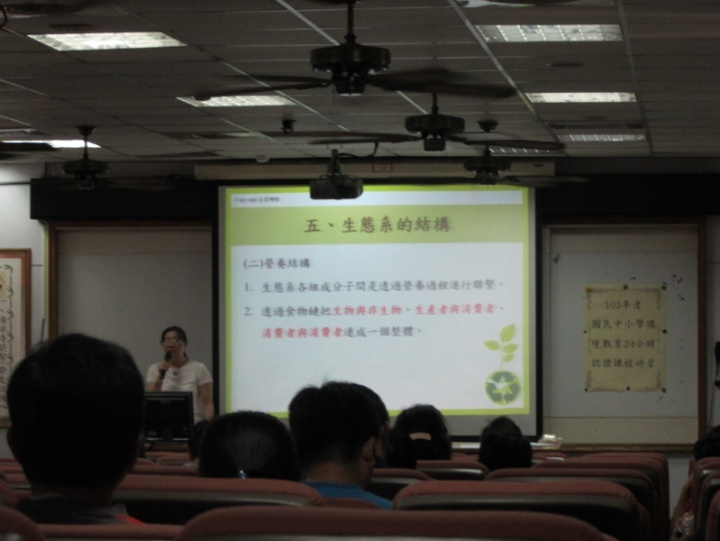 五、生態系的結構
(二)營養結構
1. 生態系各組成分子間是透過營養過程進行聯繫。
2. 透過食物鏈把生物與非生物、生產者與消費者、
消費者與消費者連成一個整體。
103年度
國民中小學環
境教育24小時
認證課程研習